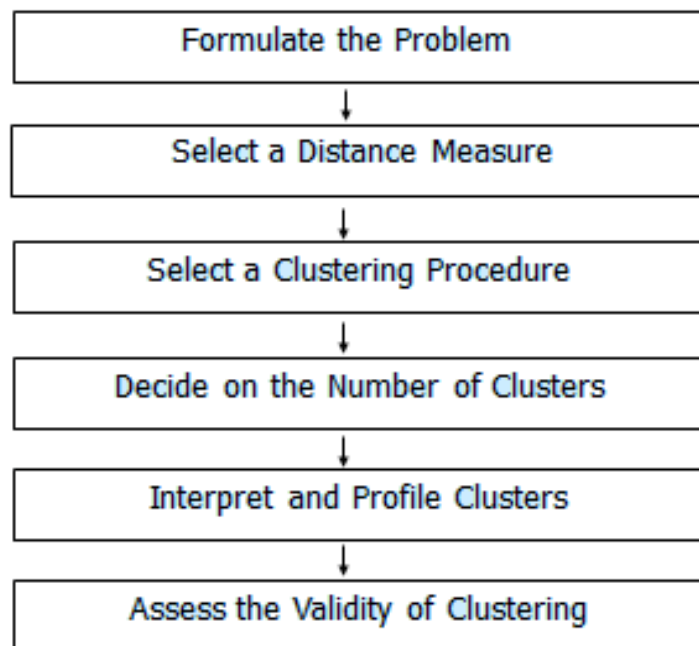 Formulate the Problem
Select a Distance Measure
Select a Clustering Procedure
Decide on the Number of Clusters
Interpret and Profile Clusters
Assess the Validity of Clustering